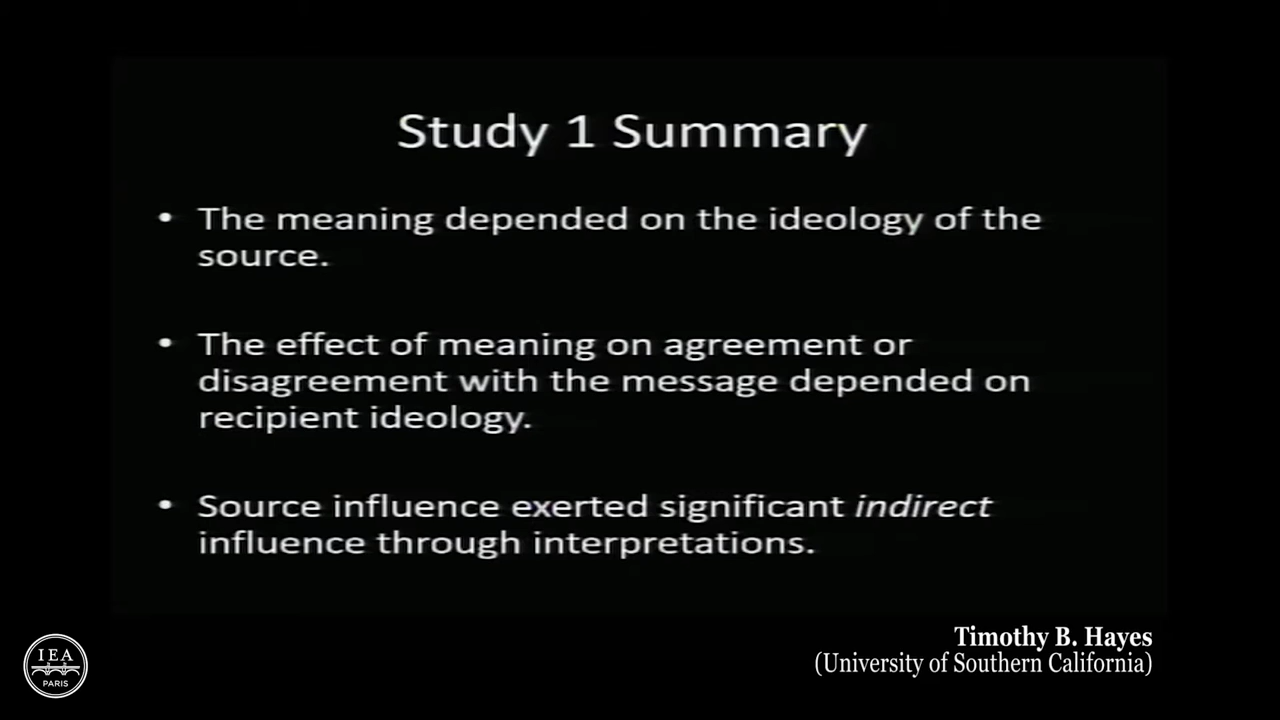 Study 1 Summary
• The meaning depended on the ideology of the
source.
• The effect of meaning on agreement or
disagreement with the message depended on
recipient ideology.
• Source influence exerted significant indirect
influence through interpretations.
Timothy B. Hayes
(University of Southern California)
IEA
PARIS